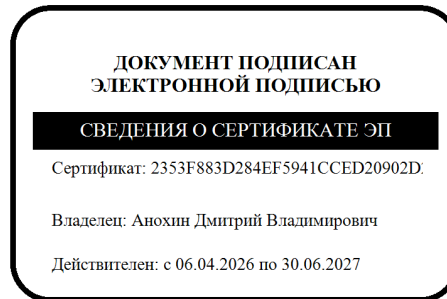 ДОКУМЕНТ ПОДПИСАН
ЭЛЕКТРОННОЙ ПОДПИСЬЮ
СВЕДЕНИЯ О СЕРТИФИКАТЕ ЭП
Сертификат: 2353F883D284EF5941CCED20902D
Владелец: Анохин Дмитрий Владимирович
Действителен: с 06.04.2026 по 30.06.2027